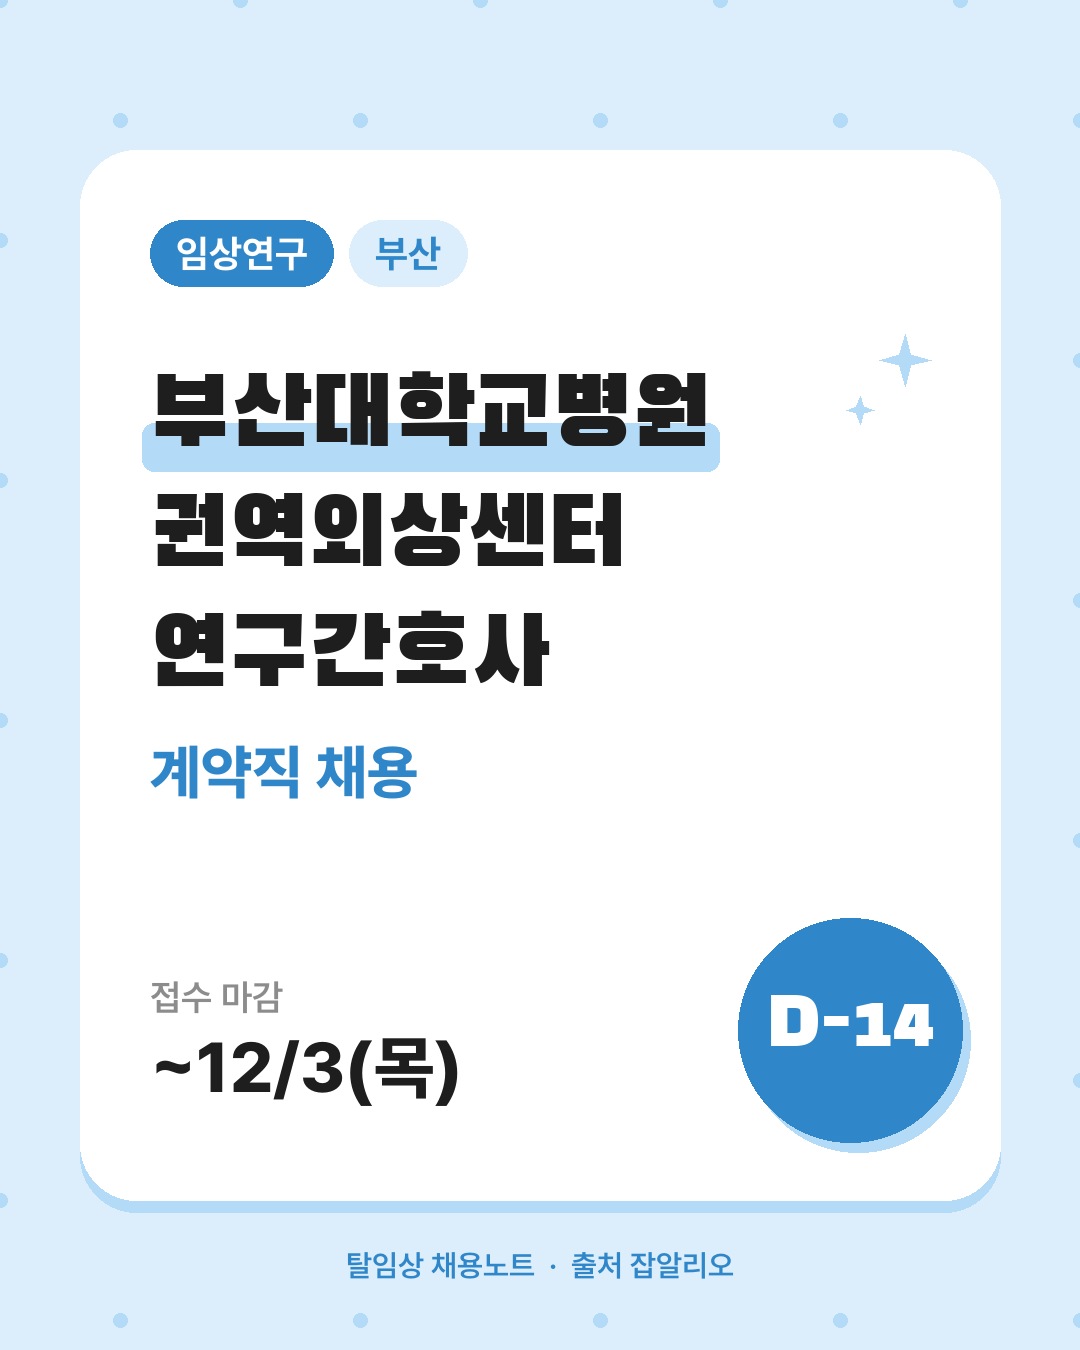 임상연구 부산
부산대학교병원
권역외상센터
연구간호사
계약직 채용
접수 마감
~12/3(목)
D-14
탈임상 채용노트 · 출처 잡알리오